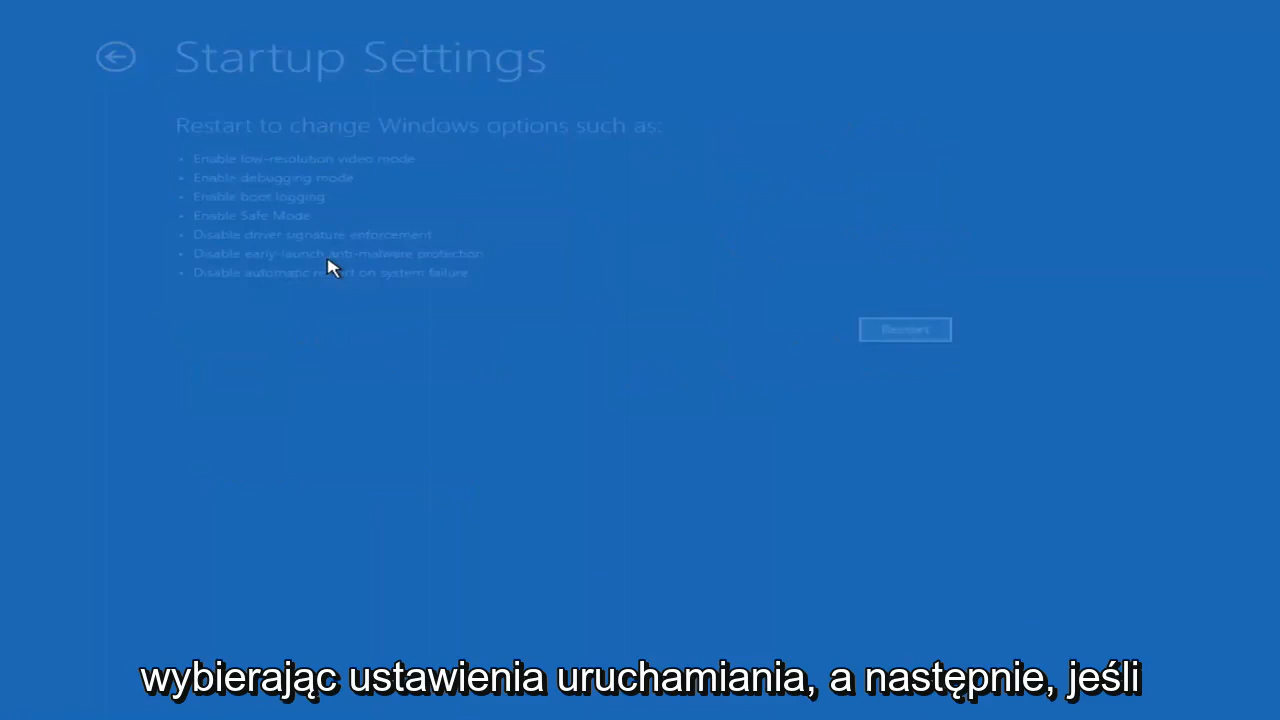 Startup Settings
Restart to change Windows options such as:
• Enable low-resolution video mode
• Enable debugging mode
• Enable boot logging
• Enable Safe Mode
• Disable driver signature enforcement
• Disable early-launch anti-malware protection
• Disable automatic restart on system failure
Restart
wybierając ustawienia uruchamiania, a następnie, jeśli